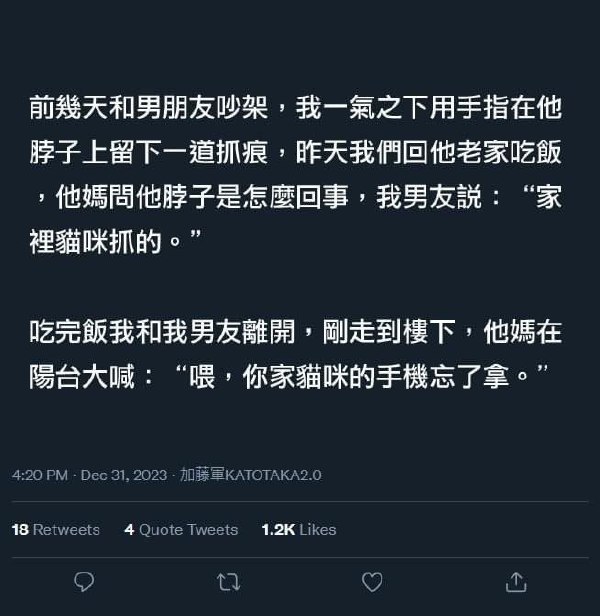 前幾天和男朋友吵架，我一氣之下用手指在他
脖子上留下一道抓痕，昨天我們回他老家吃飯
，他媽問他脖子是怎麼回事，我男友説：“家
裡貓咪抓的。”
吃完飯我和我男友離開，剛走到樓下，他媽在
陽台大喊：“喂，你家貓咪的手機忘了拿。”
4:20 PM · Dec 31, 2023 · 加藤軍KATOTAKA2.0
18 Retweets 4 Quote Tweets 1.2K Likes